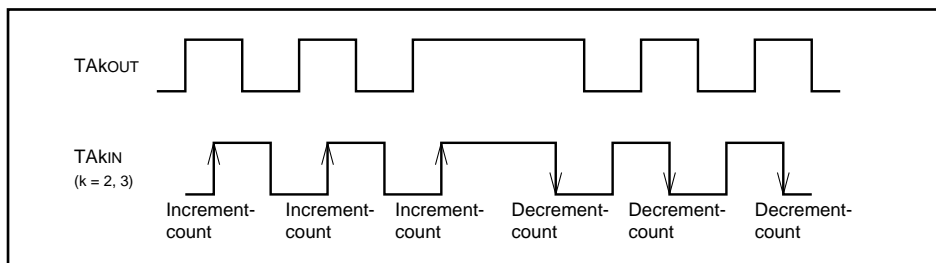 TAkOUT
TAkIN
(k = 2, 3)
Increment-
count
Increment-
count
Increment-
count
Decrement-
count
Decrement-
count
Decrement-
count